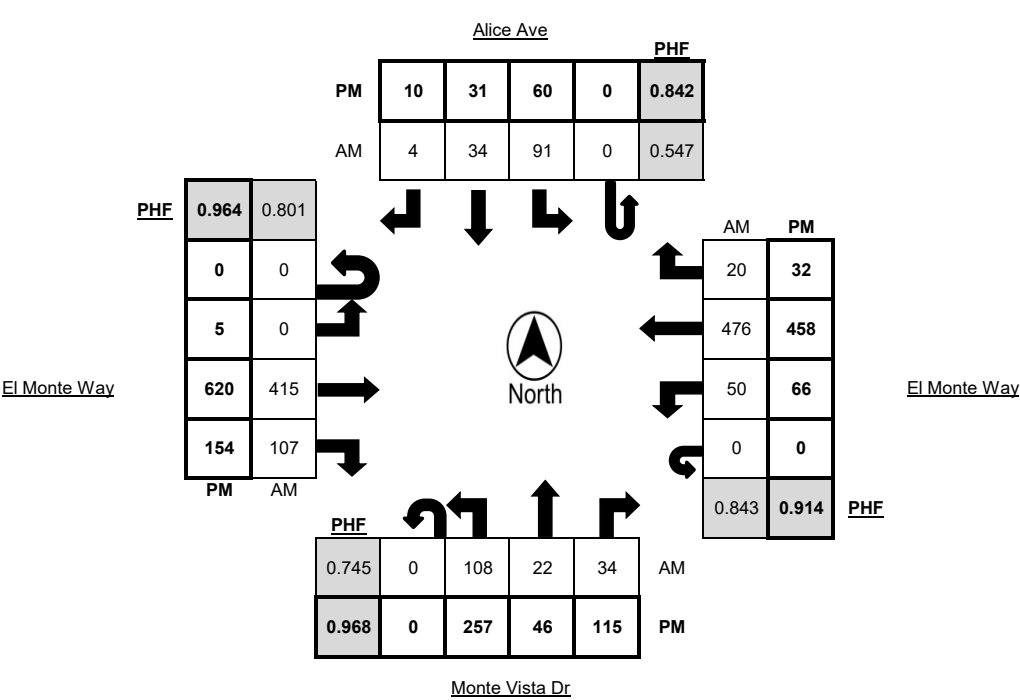 Alice Ave
PHF
PM 10 31 60 0 0.842
AM 4 34 91 0 0.547
PHF 0.964 0.801
0 0
5 0
El Monte Way 620 415
154 107
PM AM
North
AM PM
20 32
476 458
50 66 El Monte Way
0 0
0.843 0.914 PHF
PHF
0.745 0 108 22 34 AM
0.968 0 257 46 115 PM
Monte Vista Dr